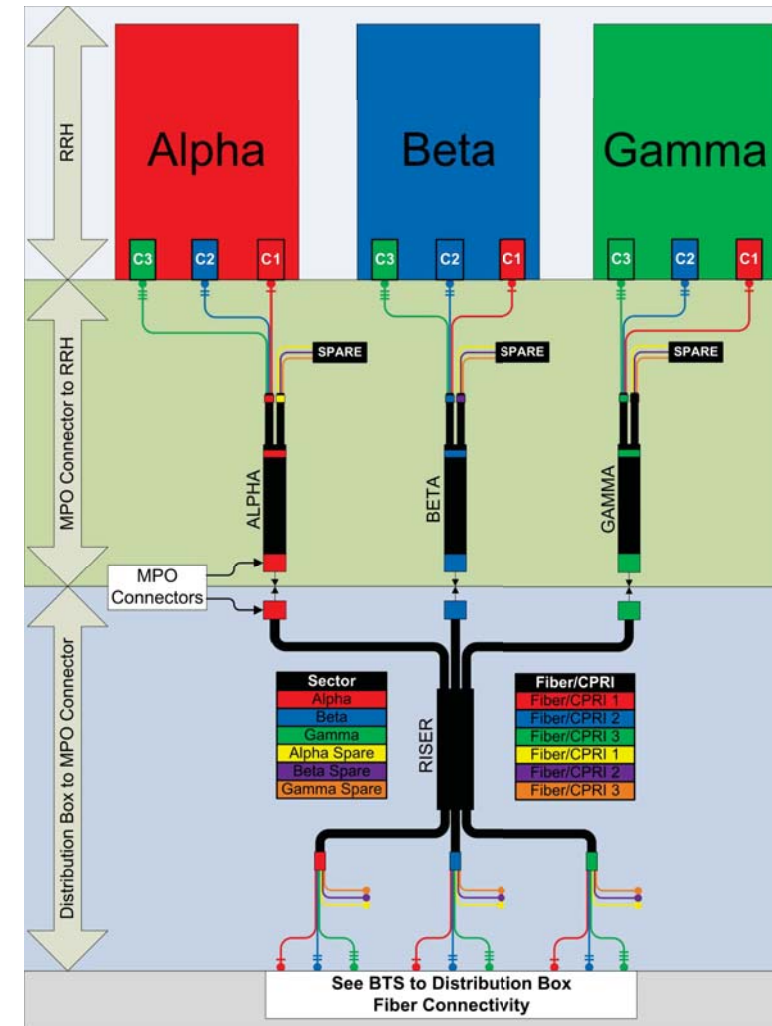 RRH
Alpha
Beta
Gamma
C3
C2
C1
C3
C2
C1
C3
C2
C1
MPO Connector to RRH
SPARE
SPARE
SPARE
ALPHA
BETA
GAMMA
MPO
Connectors
Distribution Box to MPO Connector
Sector
Alpha
Beta
Gamma
Alpha Spare
Beta Spare
Gamma Spare
RISER
Fiber/CPRI
Fiber/CPRI 1
Fiber/CPRI 2
Fiber/CPRI 3
Fiber/CPRI 1
Fiber/CPRI 2
Fiber/CPRI 3
See BTS to Distribution Box
Fiber Connectivity